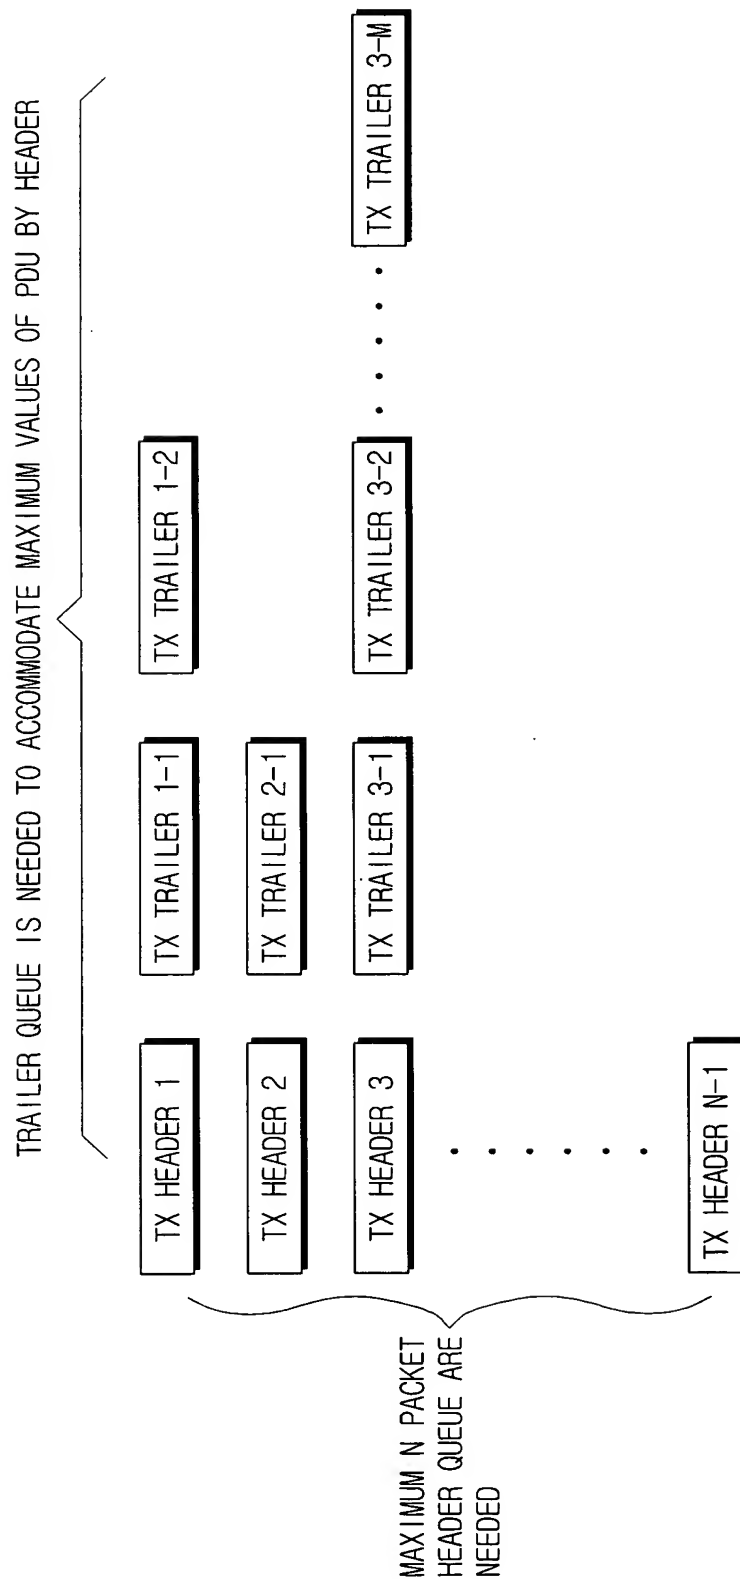 TRAILER QUEUE IS NEEDED TO ACCOMMODATE MAXIMUM VALUES OF PDU BY HEADER
TX HEADER 1
TX TRAILER 1-1
TX TRAILER 1-2
TX HEADER 2
TX TRAILER 2-1
TX HEADER 3
TX TRAILER 3-1
TX TRAILER 3-2
TX TRAILER 3-M
MAXIMUM N PACKET
HEADER QUEUE ARE
NEEDED
TX HEADER N-1